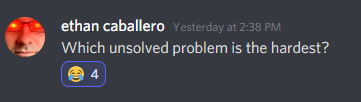 ethan caballero Yesterday at 2:38 PM
Which unsolved problem is the hardest?
4